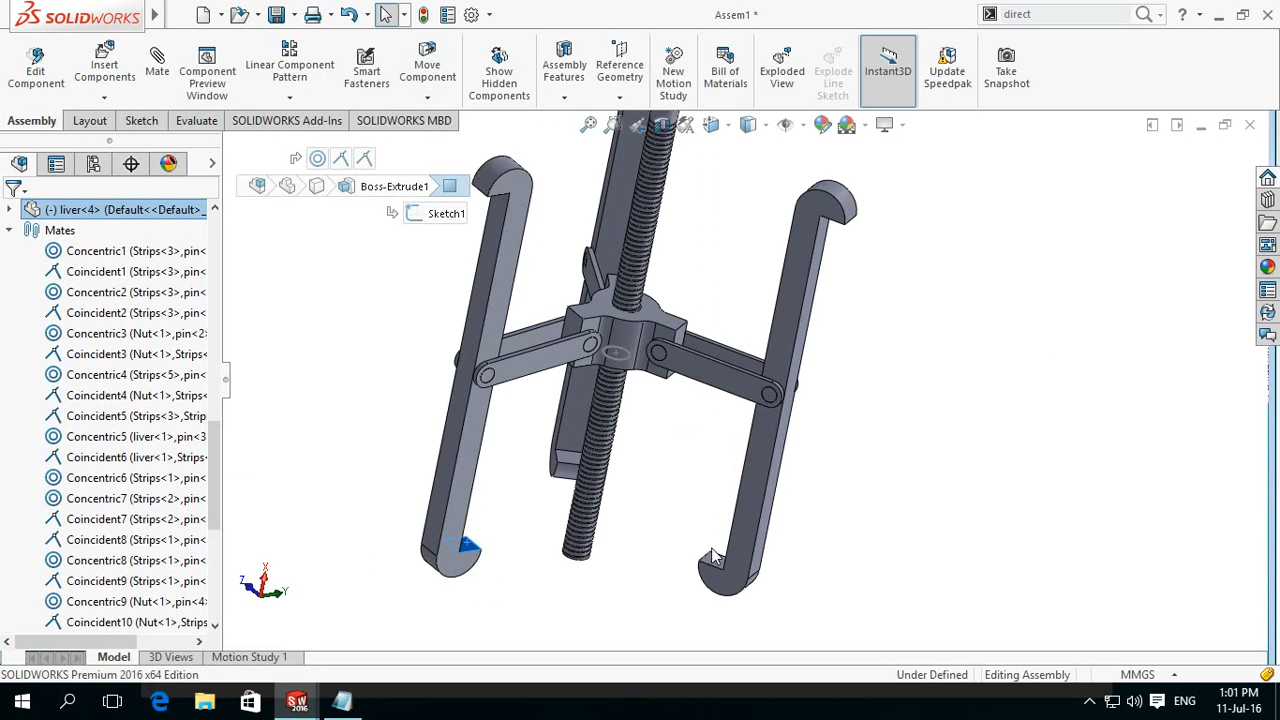 SOLIDWORKS
Assem1 *
direct
Edit Component
Insert Components
Mate
Component Preview Window
Linear Component Pattern
Smart Fasteners
Move Component
Show Hidden Components
Assembly Features
Reference Geometry
New Motion Study
Bill of Materials
Exploded View
Explode Line Sketch
Instant3D
Update Speedpak
Take Snapshot
Assembly
Layout
Sketch
Evaluate
SOLIDWORKS Add-Ins
SOLIDWORKS MBD
Boss-Extrude1
Sketch1
(-) liver<4> (Default<<Default>_
Mates
Concentric1 (Strips<3>,pin<
Coincident1 (Strips<3>,pin<
Concentric2 (Strips<3>,pin<
Coincident2 (Strips<3>,pin<
Concentric3 (Nut<1>,pin<2>
Coincident3 (Nut<1>,Strips<
Concentric4 (Strips<5>,pin<
Coincident4 (Nut<1>,Strips<
Coincident5 (Strips<3>,Strip
Concentric5 (liver<1>,pin<3
Coincident6 (liver<1>,Strips
Concentric6 (Strips<1>,pin<
Concentric7 (Strips<2>,pin<
Coincident7 (Strips<2>,pin<
Coincident8 (Strips<1>,pin<
Concentric8 (Strips<1>,pin<
Coincident9 (Strips<1>,pin<
Concentric9 (Nut<1>,pin<4>
Coincident10 (Nut<1>,Strips
X
Z
Y
Model
3D Views
Motion Study 1
SOLIDWORKS Premium 2016 x64 Edition
Under Defined
Editing Assembly
MMGS
SW
2016
ENG
1:01 PM
11-Jul-16